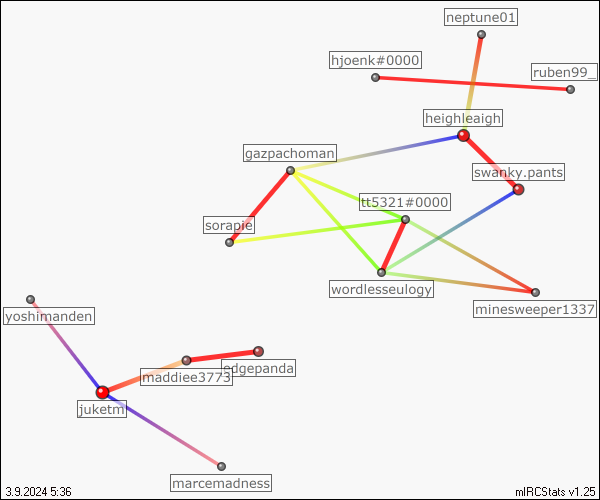 neptune01
hjoenk#0000
ruben99_
heighleaigh
gazpachoman
swanky.pants
tt5321#0000
sorapie
wordlesseulogy
minesweeper1337
yoshimanden
edgepanda
maddiee3773
juketm
marcemadness
3.9.2024 5:36
mIRCStats v1.25